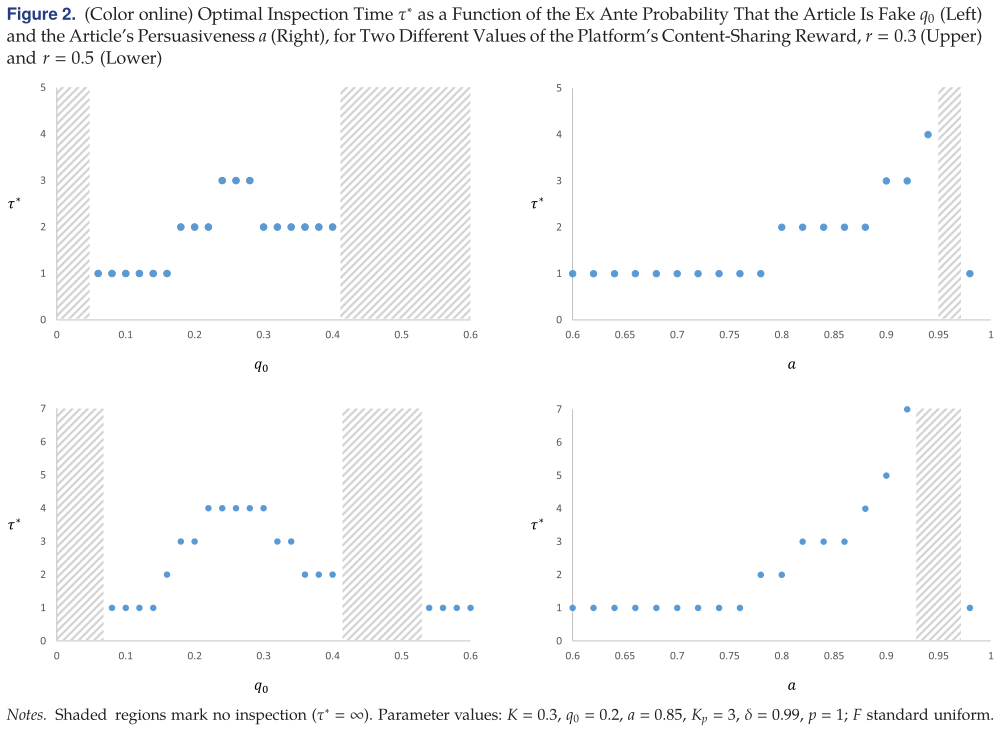 Figure 2. (Color online) Optimal Inspection Time τ* as a Function of the Ex Ante Probability That the Article Is Fake q₀ (Left)
and the Article's Persuasiveness a (Right), for Two Different Values of the Platform's Content-Sharing Reward, r = 0.3 (Upper)
and r = 0.5 (Lower)
5
4
3
2
1
0
τ*
0 0.1 0.2 0.3 0.4 0.5 0.6
q₀
5
4
3
2
1
0
τ*
0.6 0.65 0.7 0.75 0.8 0.85 0.9 0.95 1
a
7
6
5
4
3
2
1
0
τ*
0 0.1 0.2 0.3 0.4 0.5 0.6
q₀
7
6
5
4
3
2
1
0
τ*
0.6 0.65 0.7 0.75 0.8 0.85 0.9 0.95 1
a
Notes. Shaded regions mark no inspection (τ* = ∞). Parameter values: K = 0.3, q₀ = 0.2, a = 0.85, Kₚ = 3, δ = 0.99, p = 1; F standard uniform.